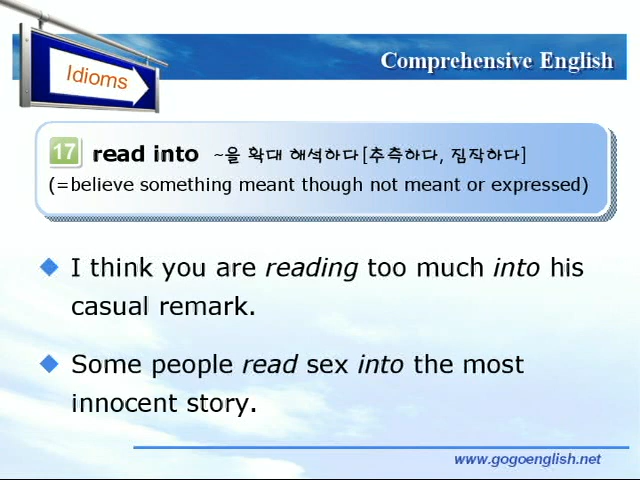 Idioms
Comprehensive English
17 read into ~을 확대 해석하다[추측하다, 짐작하다]
(=believe something meant though not meant or expressed)
I think you are reading too much into his
casual remark.
Some people read sex into the most
innocent story.
www.gogoenglish.net